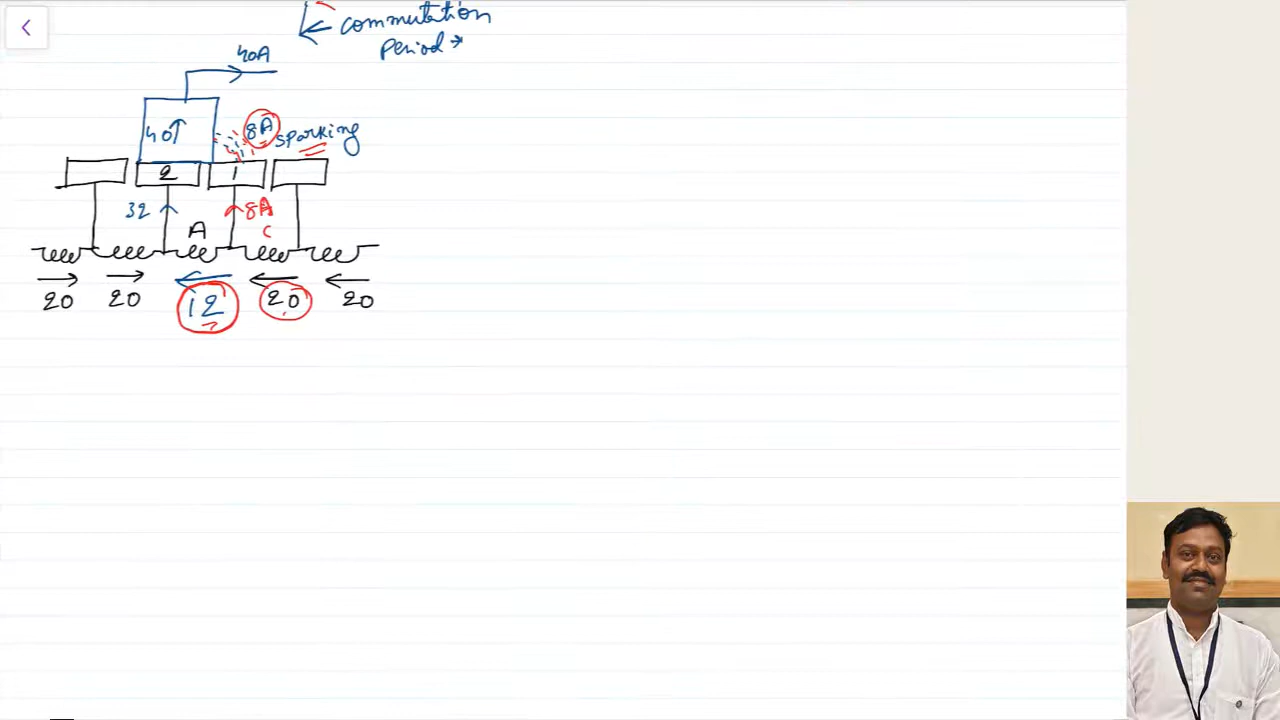 commutation
period →
40A
40↑
8A sparking
2 1
32 8A
A C
20 20 12 20 20